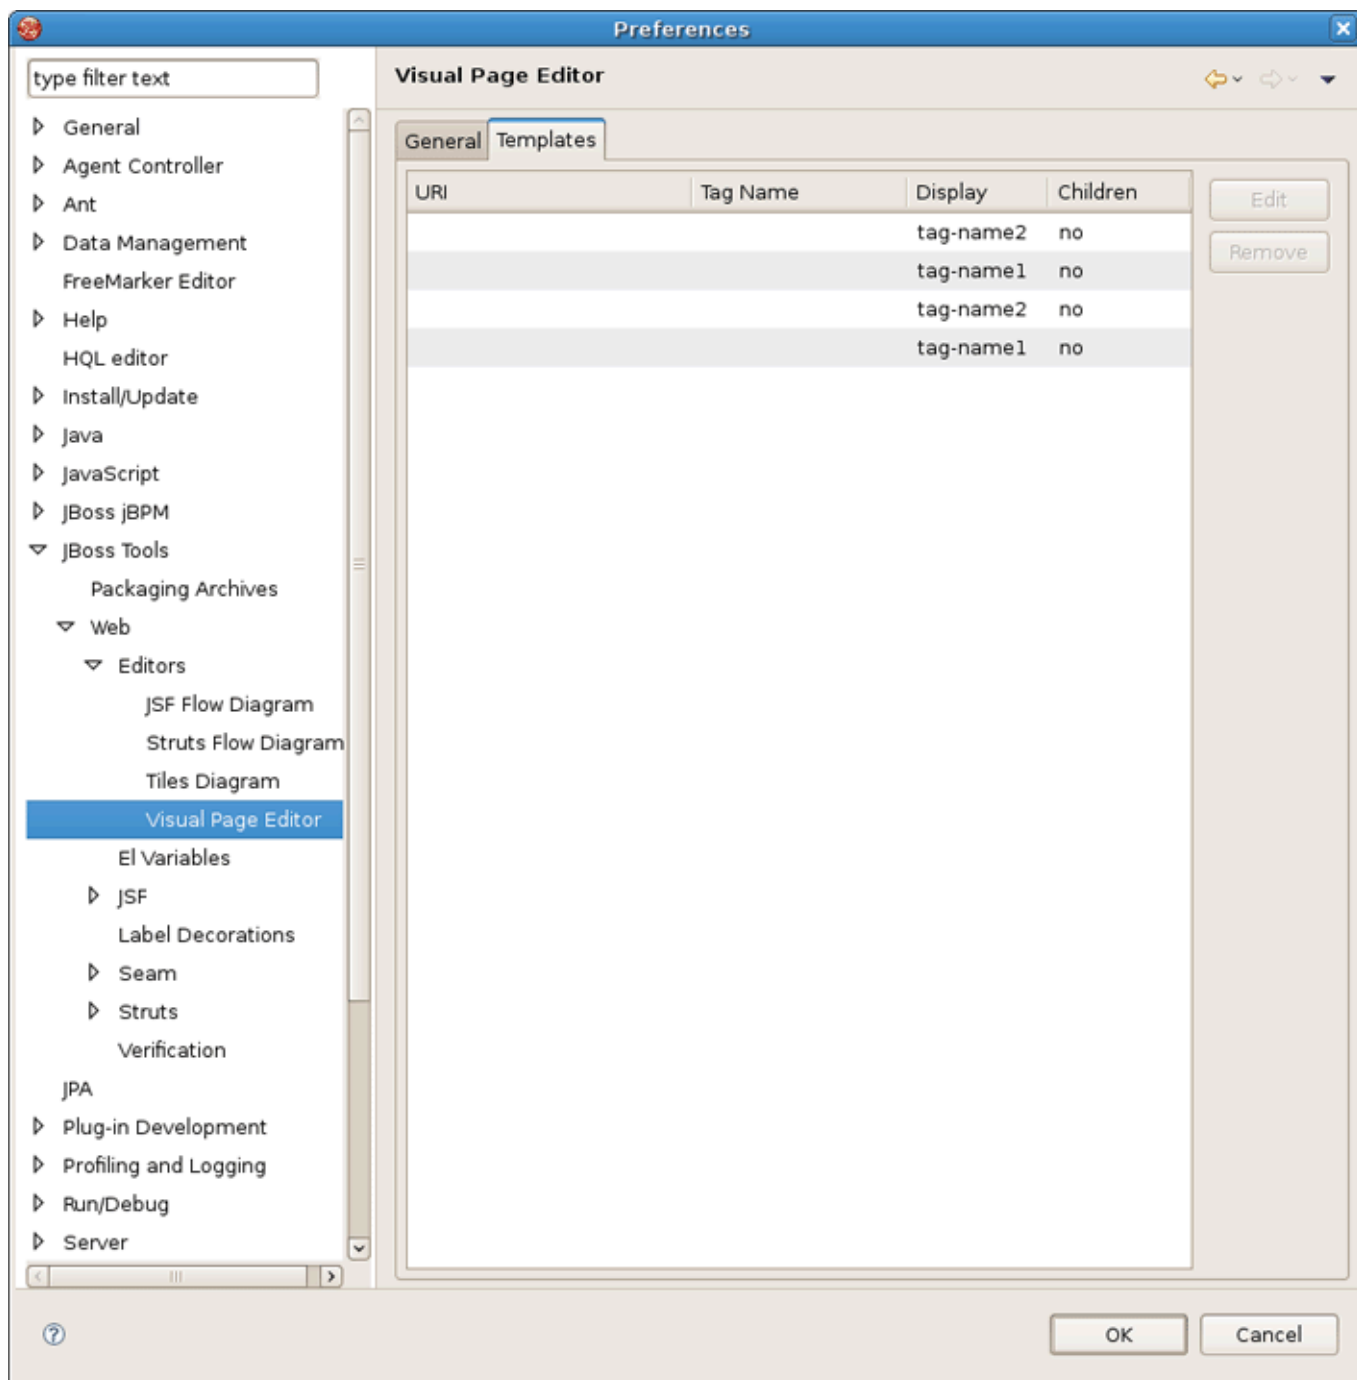 Preferences
type filter text
General
Agent Controller
Ant
Data Management
FreeMarker Editor
Help
HQL editor
Install/Update
Java
JavaScript
JBoss jBPM
JBoss Tools
Packaging Archives
Web
Editors
JSF Flow Diagram
Struts Flow Diagram
Tiles Diagram
Visual Page Editor
El Variables
JSF
Label Decorations
Seam
Struts
Verification
JPA
Plug-in Development
Profiling and Logging
Run/Debug
Server
Visual Page Editor
General Templates
URI Tag Name Display Children
tag-name2 no
tag-name1 no
tag-name2 no
tag-name1 no
Edit
Remove
OK Cancel